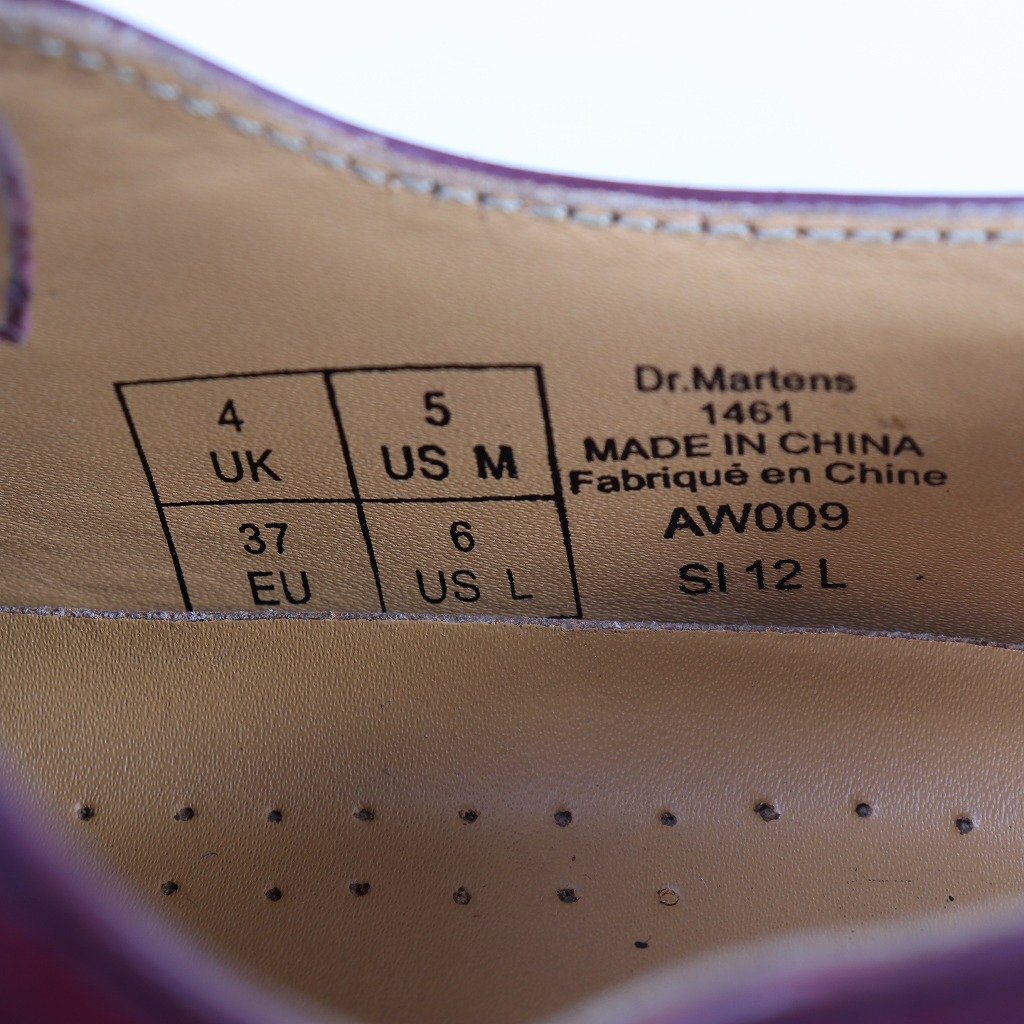 4
UK
5
US M
37
EU
6
US L
Dr.Martens
1461
MADE IN CHINA
Fabriqué en Chine
AW009
SI 12 L